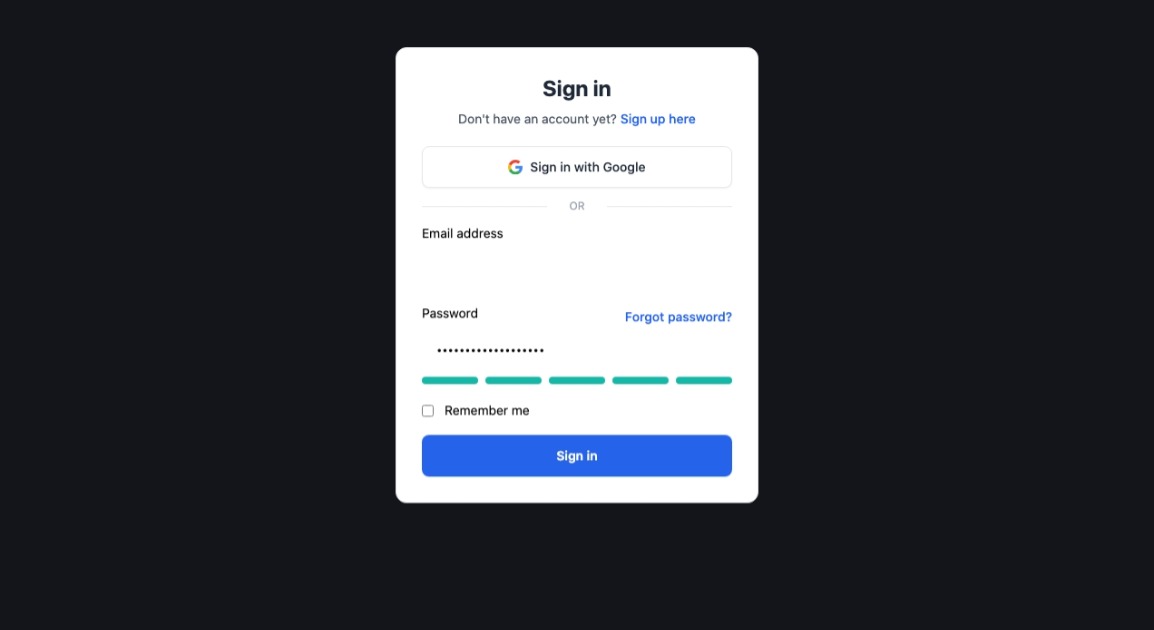 Sign in
Don't have an account yet? Sign up here
Sign in with Google
OR
Email address
Password
Forgot password?
•••••••••••••••••••
Remember me
Sign in